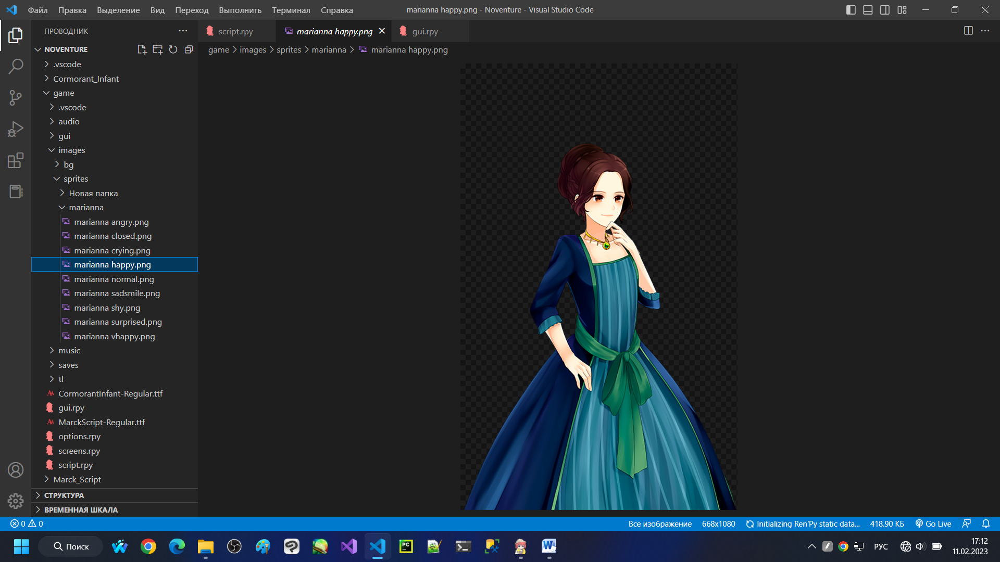 Файл Правка Выделение Вид Переход Выполнить Терминал Справка marianna happy.png - Noventure - Visual Studio Code
ПРОВОДНИК
script.rpy marianna happy.png gui.rpy
NOVENTURE
game > images > sprites > marianna > marianna happy.png
.vscode
Cormorant_Infant
game
.vscode
audio
gui
images
bg
sprites
Новая папка
marianna
marianna angry.png
marianna closed.png
marianna crying.png
marianna happy.png
marianna normal.png
marianna sadsmile.png
marianna shy.png
marianna surprised.png
marianna vhappy.png
music
saves
tl
CormorantInfant-Regular.ttf
gui.rpy
MarckScript-Regular.ttf
options.rpy
screens.rpy
script.rpy
Marck_Script
СТРУКТУРА
ВРЕМЕННАЯ ШКАЛА
0 0 Все изображение 668x1080 Initializing Ren'Py static data... 418.90 КБ Go Live
Поиск
PC
W
РУС
17:12
11.02.2023